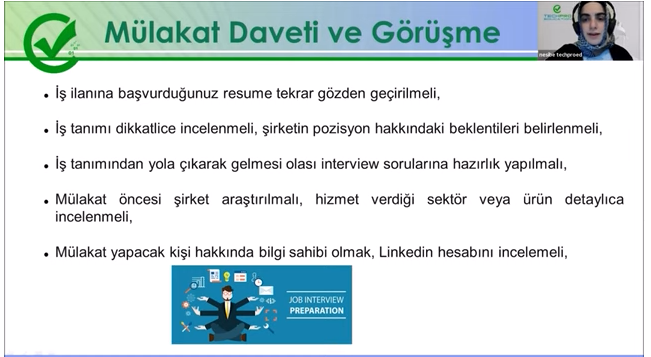 Mülakat Daveti ve Görüşme
nesibe techproed
İş ilanına başvurduğunuz resume tekrar gözden geçirilmeli,
İş tanımı dikkatlice incelenmeli, şirketin pozisyon hakkındaki beklentileri belirlenmeli,
İş tanımından yola çıkarak gelmesi olası interview sorularına hazırlık yapılmalı,
Mülakat öncesi şirket araştırılmalı, hizmet verdiği sektör veya ürün detaylıca
incelenmeli,
Mülakat yapacak kişi hakkında bilgi sahibi olmak, Linkedin hesabını incelemeli,
JOB INTERVIEW
PREPARATION